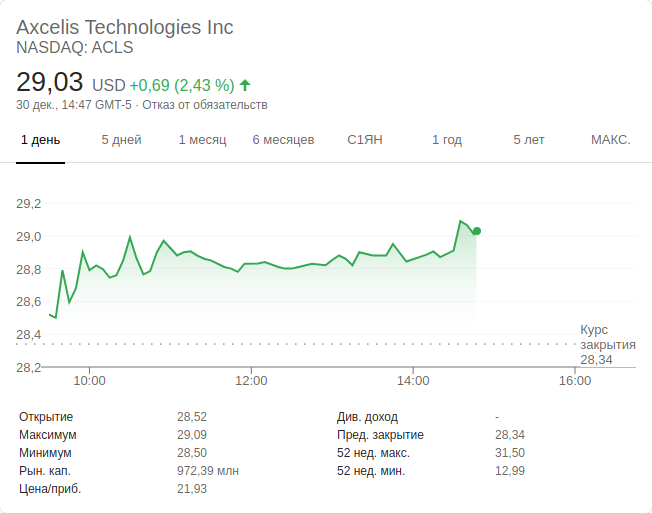 Axcelis Technologies Inc
NASDAQ: ACLS
29,03 USD +0,69 (2,43 %)
30 дек., 14:47 GMT-5 · Отказ от обязательств
1 день 5 дней 1 месяц 6 месяцев С1ЯН 1 год 5 лет МАКС.
29,2
29,0
28,8
28,6
28,4
28,2
Курс
закрытия
28,34
10:00 12:00 14:00 16:00
Открытие 28,52 Див. доход -
Максимум 29,09 Пред. закрытие 28,34
Минимум 28,50 52 нед. макс. 31,50
Рын. кап. 972,39 млн 52 нед. мин. 12,99
Цена/приб. 21,93